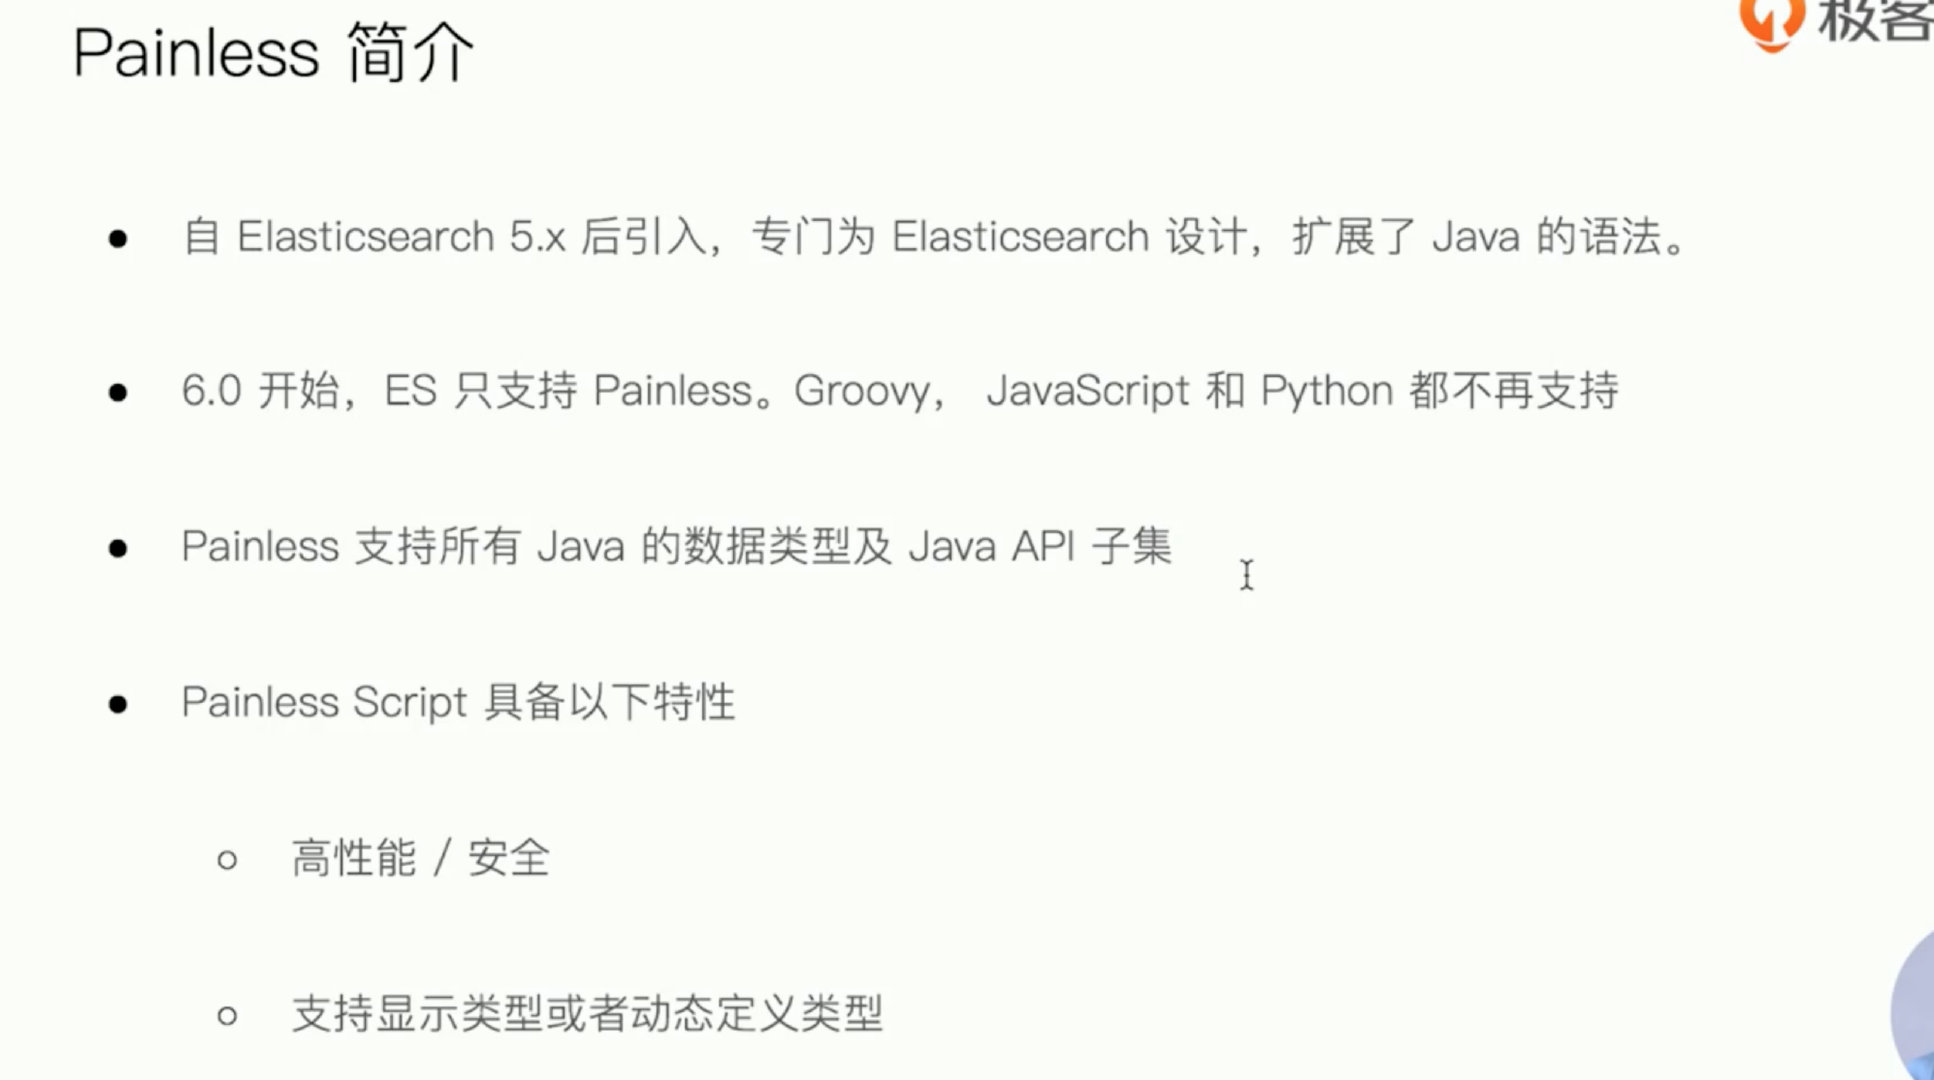 Painless 简介
极客
自 Elasticsearch 5.x 后引入，专门为 Elasticsearch 设计，扩展了 Java 的语法。
6.0 开始，ES 只支持 Painless。Groovy， JavaScript 和 Python 都不再支持
Painless 支持所有 Java 的数据类型及 Java API 子集
Painless Script 具备以下特性
高性能 / 安全
支持显示类型或者动态定义类型